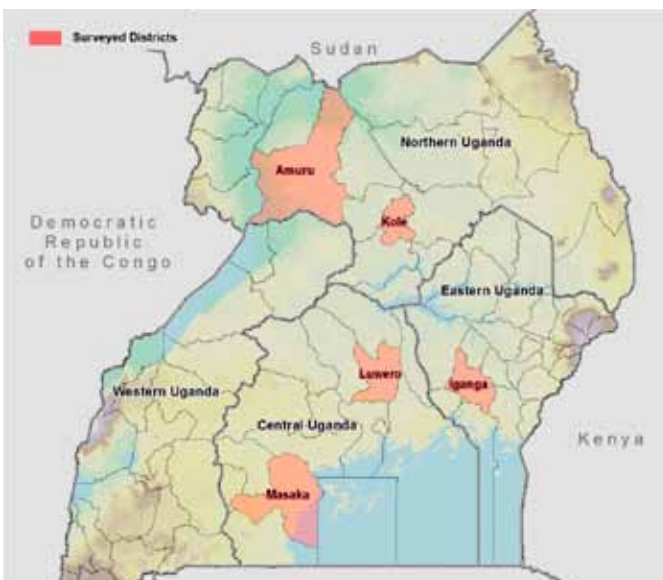 Surveyed Districts
Sudan
Northern Uganda
Amuru
Kole
Democratic
Republic
of the Congo
Eastern Uganda
Luwero
Iganga
Western Uganda
Central Uganda
Kenya
Masaka